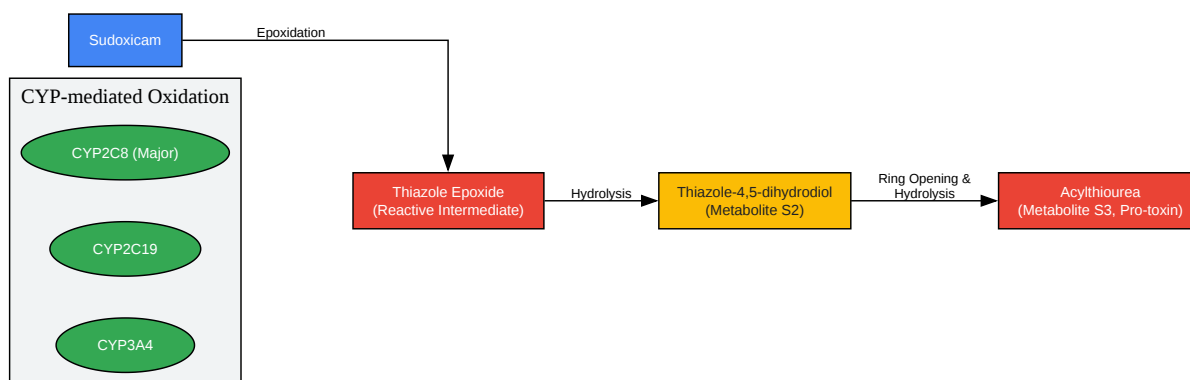 Sudoxicam
Epoxidation
CYP-mediated Oxidation
CYP2C8 (Major)
CYP2C19
CYP3A4
Thiazole Epoxide
(Reactive Intermediate)
Hydrolysis
Thiazole-4,5-dihydrodiol
(Metabolite S2)
Ring Opening &
Hydrolysis
Acylthiourea
(Metabolite S3, Pro-toxin)